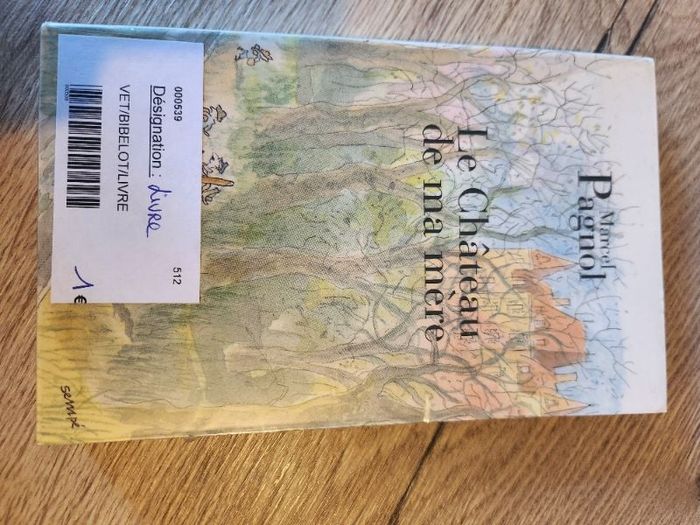 Marcel
Pagnol
Le Château
de ma mère
000539
Désignation : Livre
VET/BIBELOT/LIVRE
512
1 €
sempé